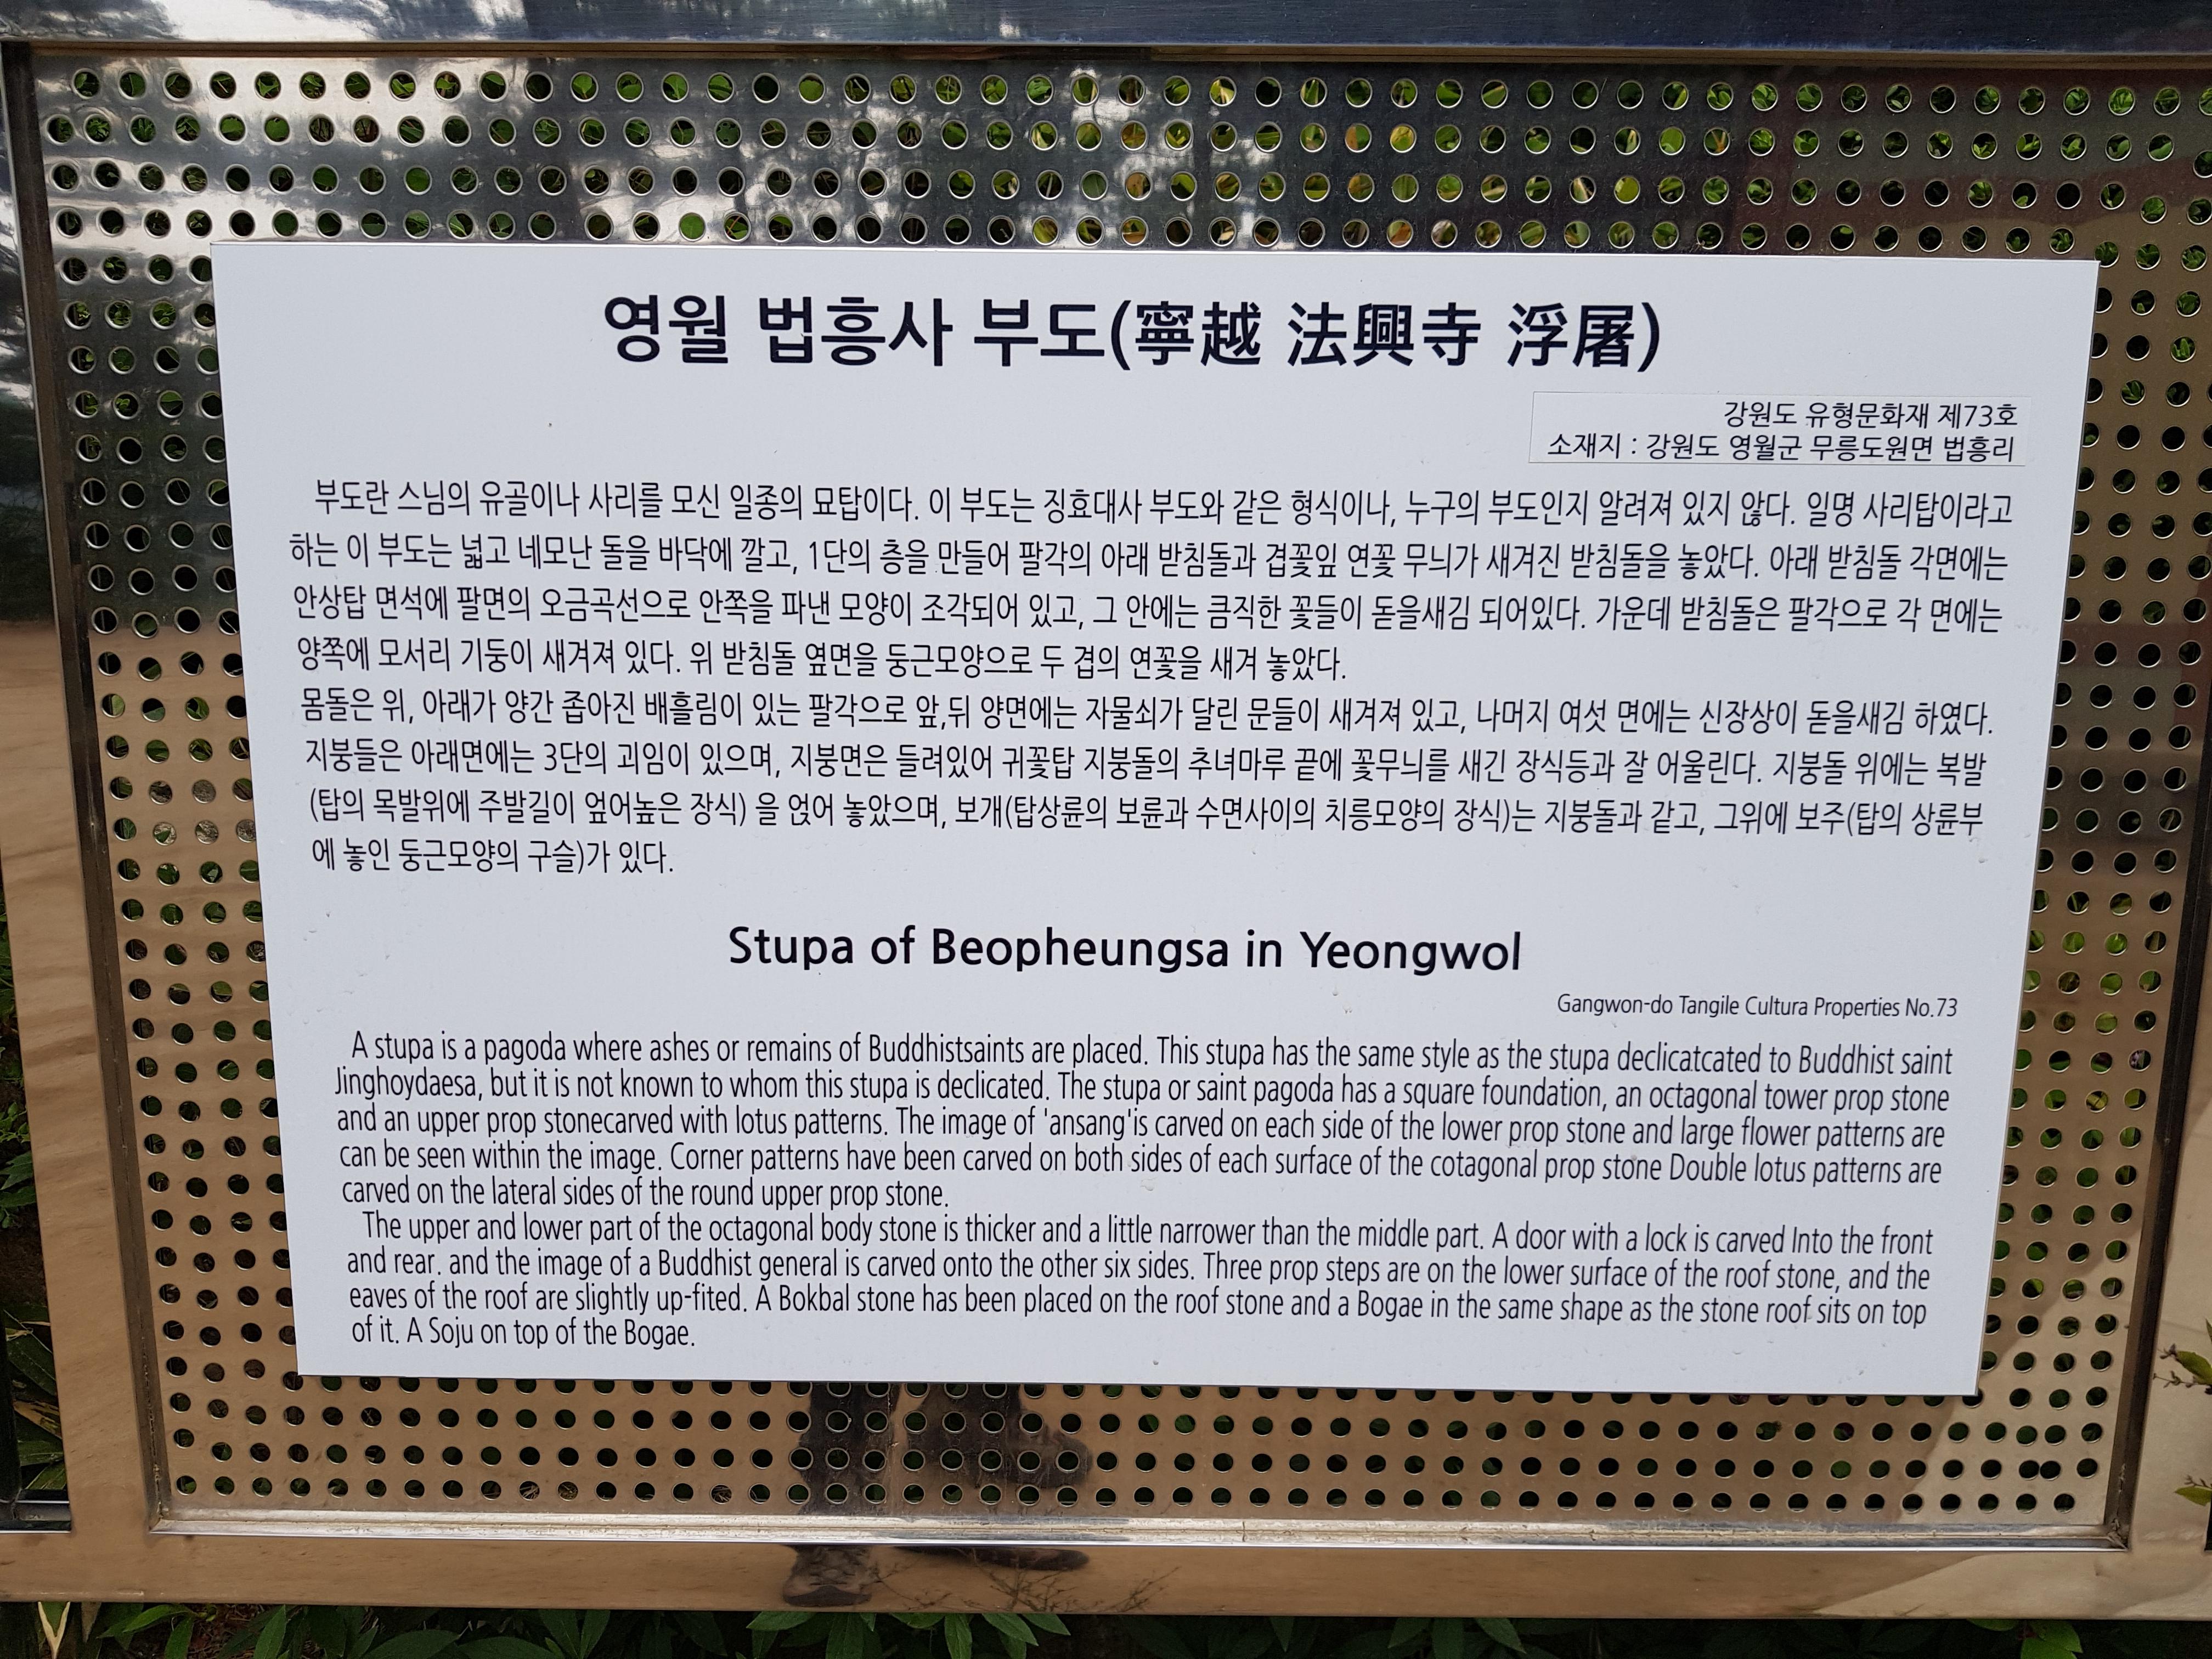 영월 법흥사 부도(寧越 法興寺 浮屠)
강원도 유형문화재 제73호
소재지 : 강원도 영월군 무릉도원면 법흥리
부도란 스님의 유골이나 사리를 모신 일종의 묘탑이다. 이 부도는 징효대사 부도와 같은 형식이나, 누구의 부도인지 알려져 있지 않다. 일명 사리탑이라고
하는 이 부도는 넓고 네모난 돌을 바닥에 깔고, 1단의 층을 만들어 팔각의 아래 받침돌과 겹꽃잎 연꽃 무늬가 새겨진 받침돌을 놓았다. 아래 받침돌 각면에는
안상탑 면석에 팔면의 오금곡선으로 안쪽을 파낸 모양이 조각되어 있고, 그 안에는 큼직한 꽃들이 돋을새김 되어있다. 가운데 받침돌은 팔각으로 각 면에는
양쪽에 모서리 기둥이 새겨져 있다. 위 받침돌 옆면을 둥근모양으로 두 겹의 연꽃을 새겨 놓았다.
몸돌은 위, 아래가 양간 좁아진 배흘림이 있는 팔각으로 앞,뒤 양면에는 자물쇠가 달린 문들이 새겨져 있고, 나머지 여섯 면에는 신장상이 돋을새김 하였다.
지붕들은 아래면에는 3단의 괴임이 있으며, 지붕면은 들려있어 귀꽃탑 지붕돌의 추녀마루 끝에 꽃무늬를 새긴 장식등과 잘 어울린다. 지붕돌 위에는 복발
(탑의 목발위에 주발길이 엎어높은 장식) 을 얹어 놓았으며, 보개(탑상륜의 보륜과 수면사이의 치릉모양의 장식)는 지붕돌과 같고, 그위에 보주(탑의 상륜부
에 놓인 둥근모양의 구슬)가 있다.
Stupa of Beopheungsa in Yeongwol
Gangwon-do Tangile Cultura Properties No.73
A stupa is a pagoda where ashes or remains of Buddhistsaints are placed. This stupa has the same style as the stupa declicatcated to Buddhist saint
Jinghoydaesa, but it is not known to whom this stupa is declicated. The stupa or saint pagoda has a square foundation, an octagonal tower prop stone
and an upper prop stonecarved with lotus patterns. The image of 'ansang'is carved on each side of the lower prop stone and large flower patterns are
can be seen within the image. Corner patterns have been carved on both sides of each surface of the cotagonal prop stone Double lotus patterns are
carved on the lateral sides of the round upper prop stone.
The upper and lower part of the octagonal body stone is thicker and a little narrower than the middle part. A door with a lock is carved Into the front
and rear. and the image of a Buddhist general is carved onto the other six sides. Three prop steps are on the lower surface of the roof stone, and the
eaves of the roof are slightly up-fited. A Bokbal stone has been placed on the roof stone and a Bogae in the same shape as the stone roof sits on top
of it. A Soju on top of the Bogae.